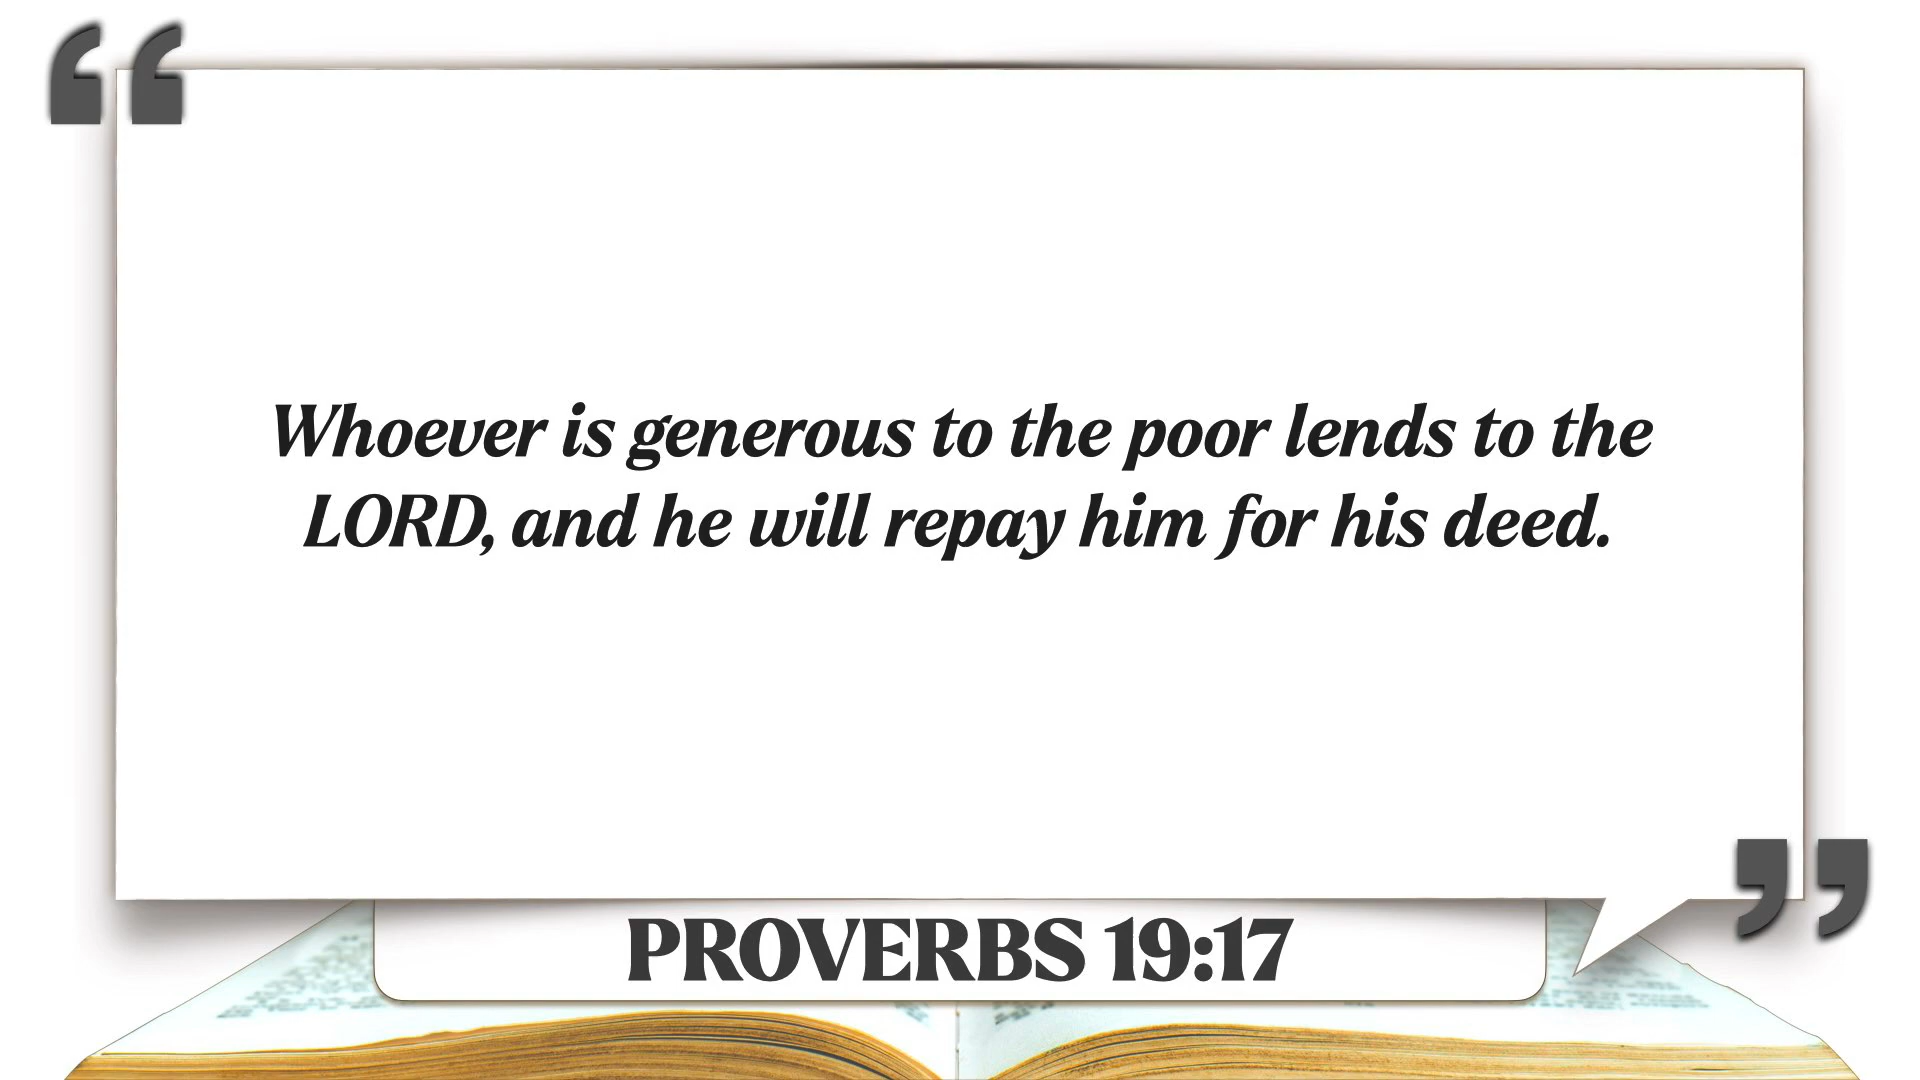 Whoever is generous to the poor lends to the
LORD, and he will repay him for his deed.
PROVERBS 19:17